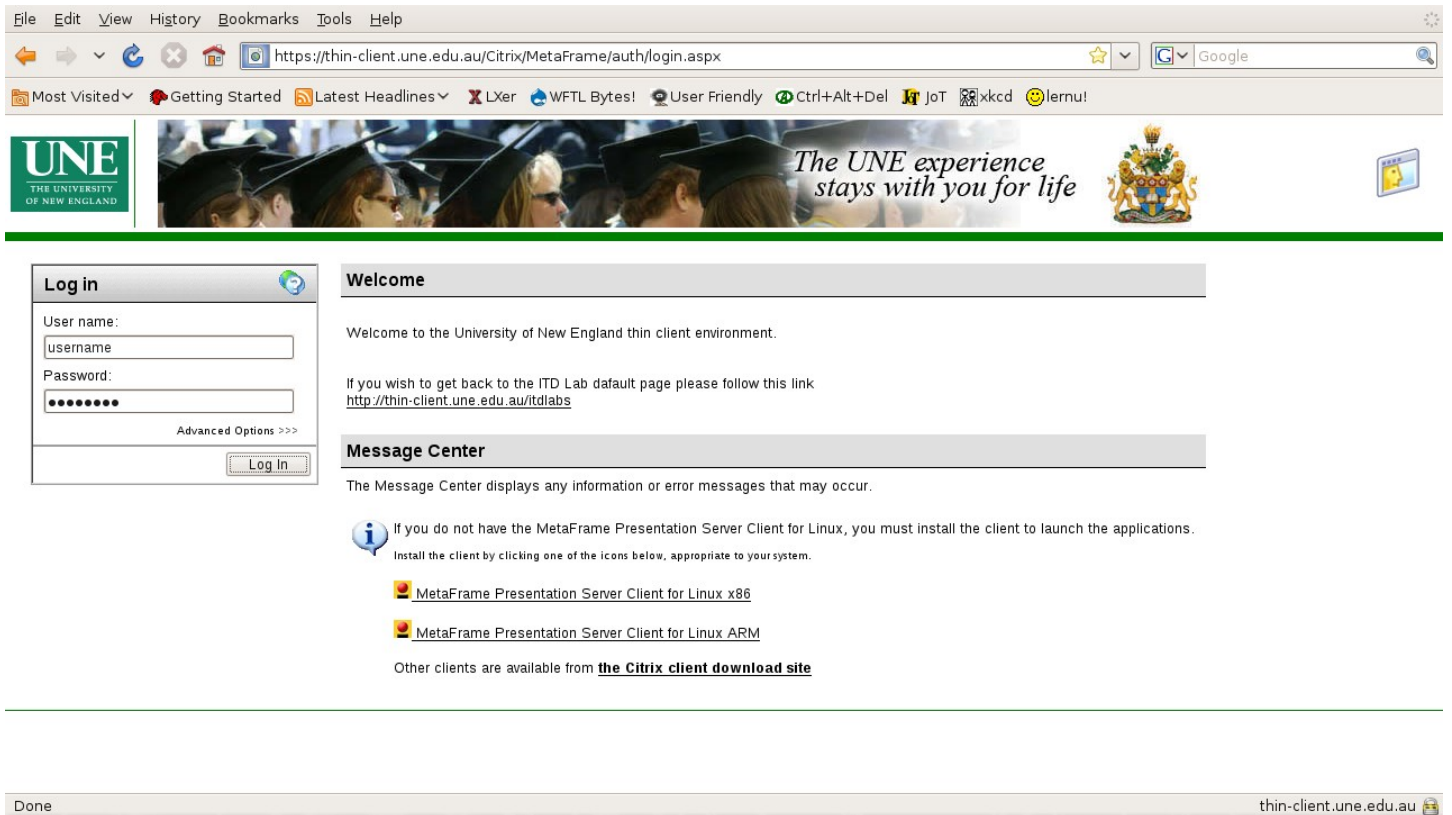 File Edit View History Bookmarks Tools Help
https://thin-client.une.edu.au/Citrix/MetaFrame/auth/login.aspx
G Google
Most Visited Getting Started Latest Headlines LXer WFTL Bytes! User Friendly Ctrl+Alt+Del JoT xkcd lernu!
UNE
THE UNIVERSITY
OF NEW ENGLAND
The UNE experience
stays with you for life
Log in
User name:
username
Password:
••••••••
Advanced Options >>>
Log In
Welcome
Welcome to the University of New England thin client environment.
If you wish to get back to the ITD Lab dafault page please follow this link
http://thin-client.une.edu.au/itdlabs
Message Center
The Message Center displays any information or error messages that may occur.
If you do not have the MetaFrame Presentation Server Client for Linux, you must install the client to launch the applications.
Install the client by clicking one of the icons below, appropriate to your system.
MetaFrame Presentation Server Client for Linux x86
MetaFrame Presentation Server Client for Linux ARM
Other clients are available from the Citrix client download site
Done thin-client.une.edu.au